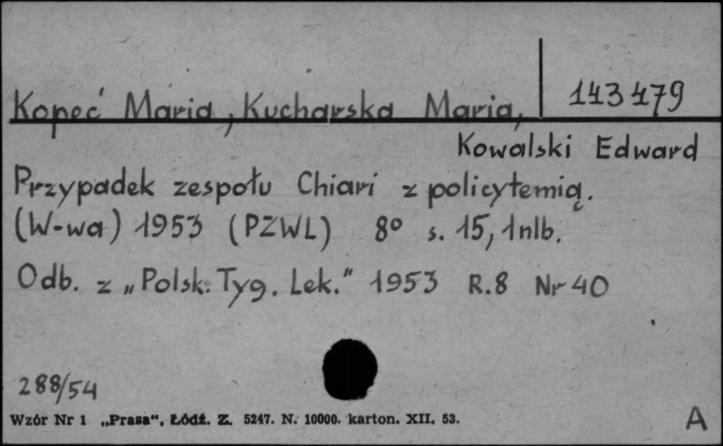 143479
Kopeć Maria, Kucharska Maria,
Kowalski Edward
Przypadek zespołu Chiari z policytemią.
(W-wa) 1953 (PZWL) 8° s. 15, 1nlb.
Odb. z „Polsk. Tyg. Lek.” 1953 R.8 Nr 40
288/54
Wzór Nr 1 „Prasa“, Łódź. Z. 5247. N. 10000. karton. XII. 53.
A